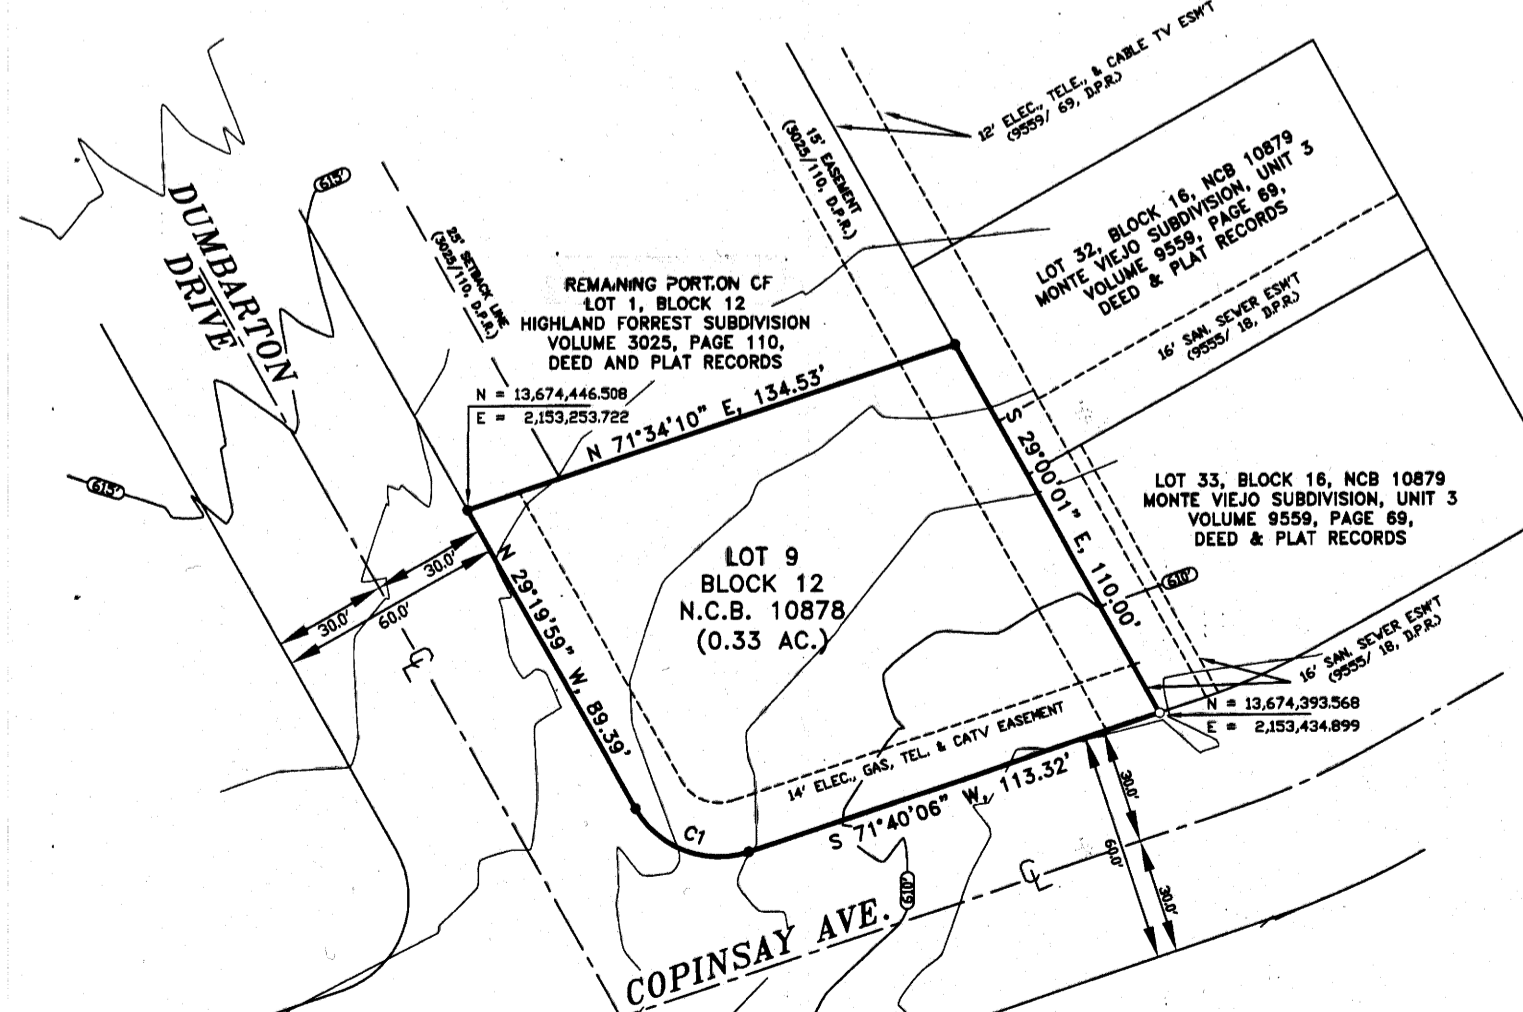 12' ELEC., TELE., & CABLE TV ESM'T
(9559/ 69, D.P.R.)
15' EASEMENT
(3025/110, D.P.R.)
615'
DUMBARTON
DRIVE
25' SETBACK LINE
(3025/110, D.P.R.)
LOT 32, BLOCK 16, NCB 10879
MONTE VIEJO SUBDIVISION, UNIT 3
VOLUME 9559, PAGE 69,
DEED & PLAT RECORDS
REMAINING PORTION OF
LOT 1, BLOCK 12
HIGHLAND FORREST SUBDIVISION
VOLUME 3025, PAGE 110,
DEED AND PLAT RECORDS
16' SAN. SEWER ESM'T
(9555/ 18, D.P.R.)
N = 13,674,446.508
E = 2,153,253.722
N 71°34'10" E, 134.53'
S 29°00'01" E, 110.00'
615'
LOT 33, BLOCK 16, NCB 10879
MONTE VIEJO SUBDIVISION, UNIT 3
VOLUME 9559, PAGE 69,
DEED & PLAT RECORDS
LOT 9
BLOCK 12
N.C.B. 10878
(0.33 AC.)
30.0'
30.0'
60.0'
CL
N 29°19'59" W, 89.39'
610'
16' SAN. SEWER ESM'T
(9555/ 18, D.P.R.)
N = 13,674,393.568
E = 2,153,434.899
14' ELEC., GAS, TEL. & CATV EASEMENT
S 71°40'06" W, 113.32'
C1
30.0'
60.0'
30.0'
CL
610'
COPINSAY AVE.